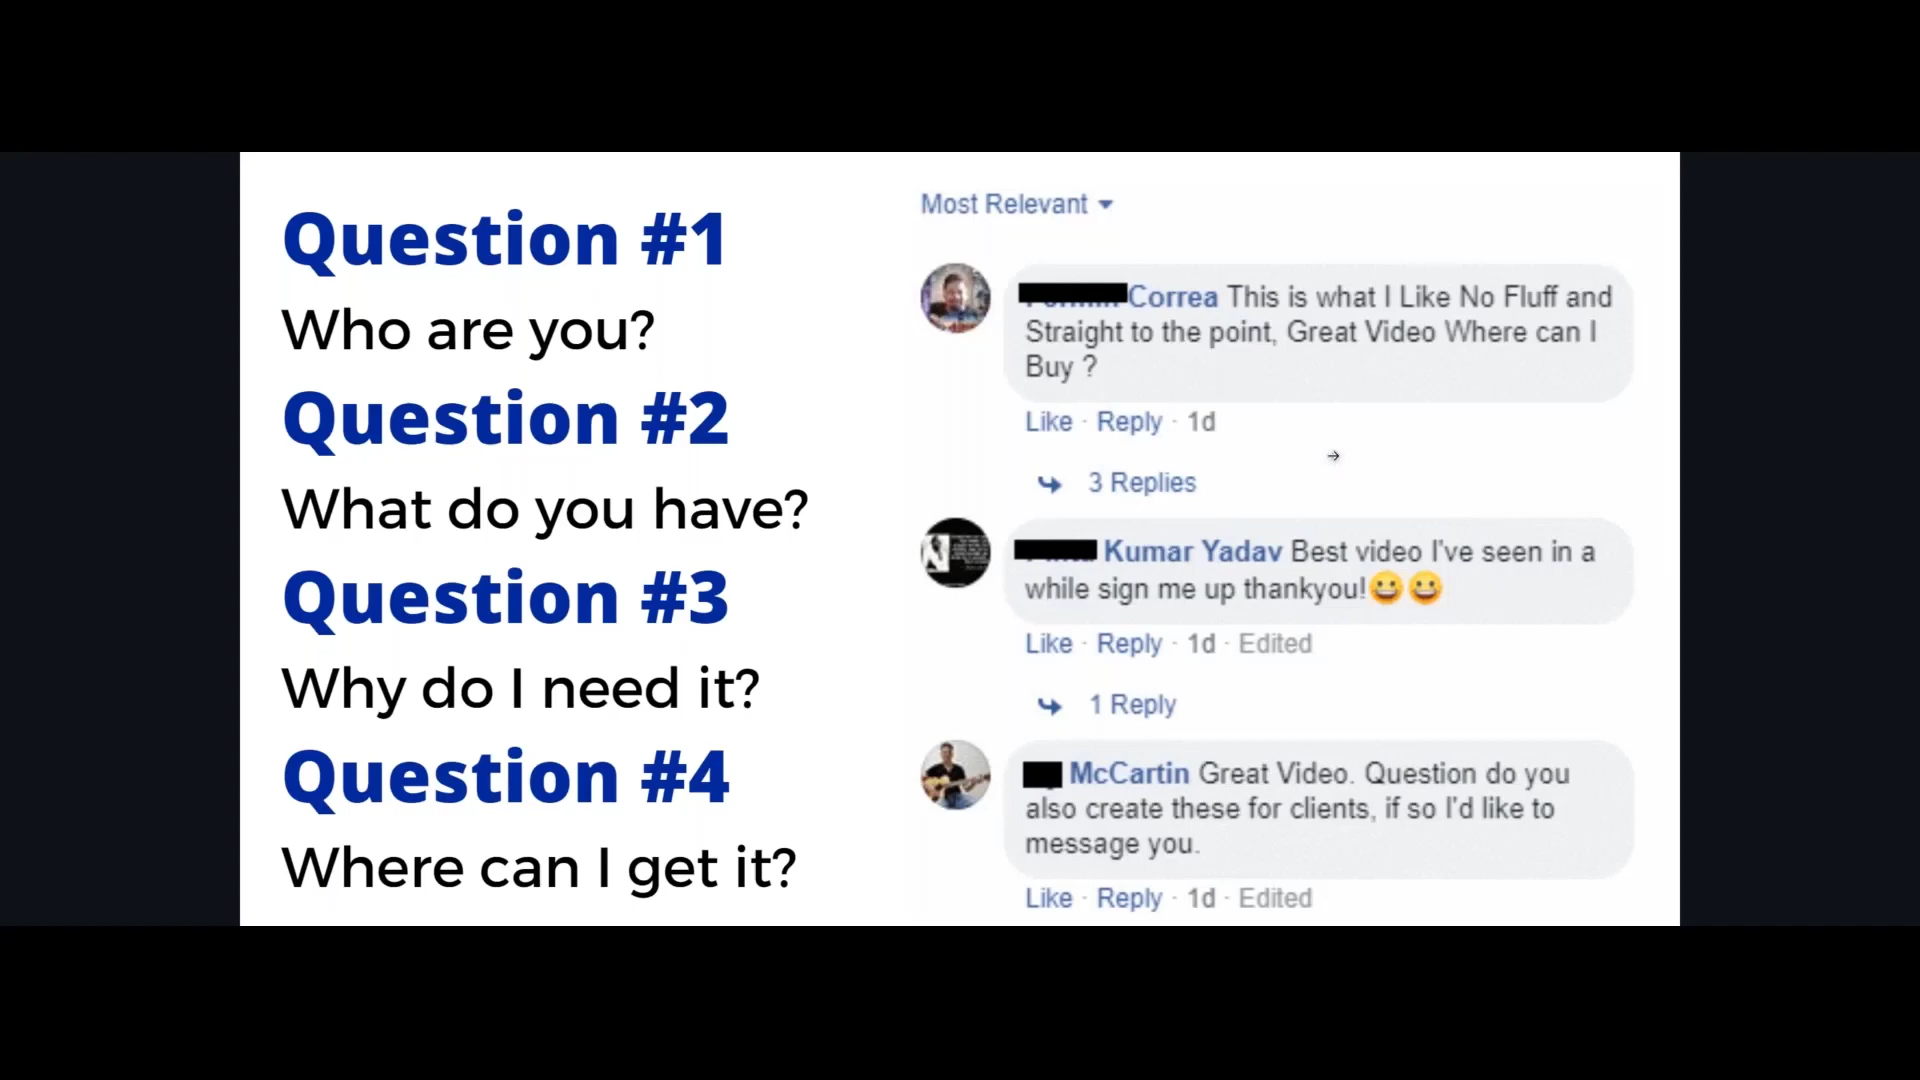 Question #1
Who are you?
Question #2
What do you have?
Question #3
Why do I need it?
Question #4
Where can I get it?
Most Relevant
Correa This is what I Like No Fluff and
Straight to the point, Great Video Where can I
Buy ?
Like · Reply · 1d
3 Replies
Kumar Yadav Best video I've seen in a
while sign me up thankyou!😀😀
Like · Reply · 1d · Edited
1 Reply
McCartin Great Video. Question do you
also create these for clients, if so I'd like to
message you.
Like · Reply · 1d · Edited